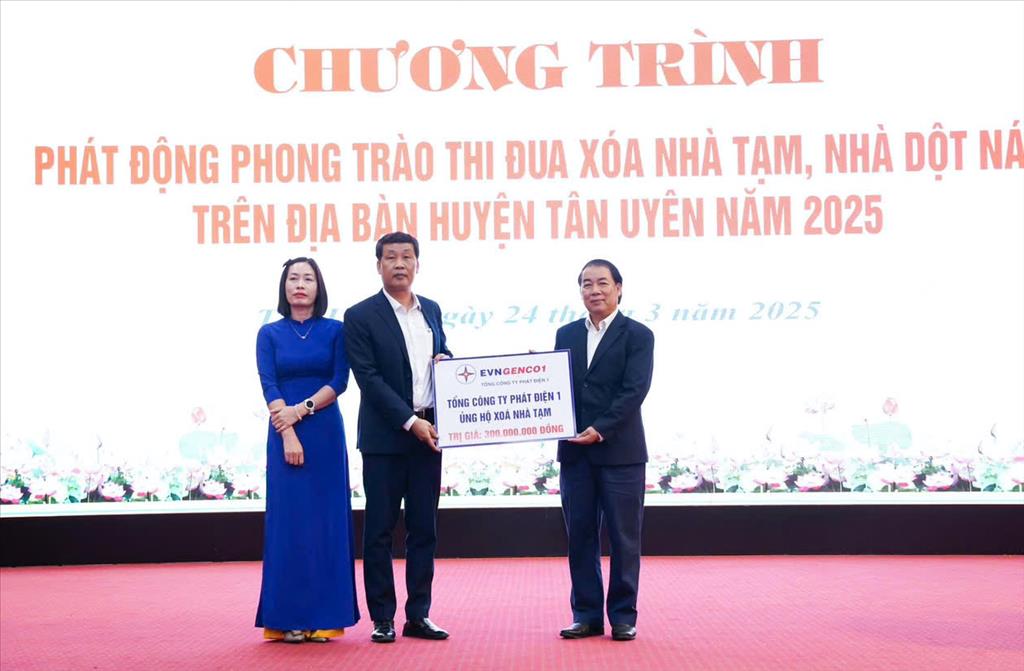 CHƯƠNG TRÌNH
PHÁT ĐỘNG PHONG TRÀO THI ĐUA XÓA NHÀ TẠM, NHÀ DỘT NÁ
TRÊN ĐỊA BÀN HUYỆN TÂN UYÊN NĂM 2025
gày 24 3 năm 2025
EVNGENCO1
TỔNG CÔNG TY PHÁT ĐIỆN 1
TỔNG CÔNG TY PHÁT ĐIỆN 1
ỦNG HỘ XOÁ NHÀ TẠM
TRỊ GIÁ: 300.000.000 ĐỒNG